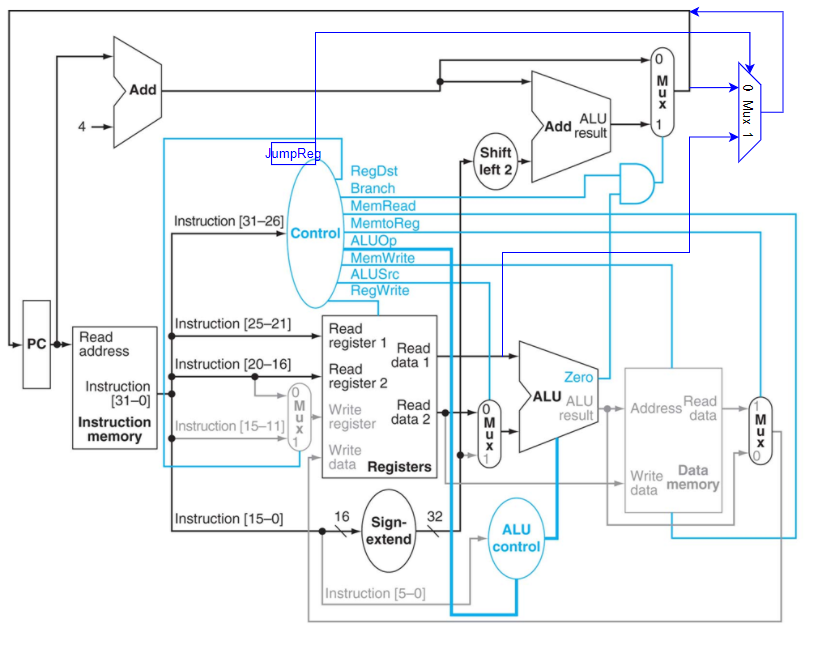 Add
4
0
Mux
1
Add ALU
result
Shift
left 2
0 Mux 1
JumpReg
RegDst
Branch
MemRead
MemtoReg
ALUOp
MemWrite
ALUSrc
RegWrite
Control
Instruction [31–26]
Instruction [25–21]
Instruction [20–16]
Instruction [15–11]
Instruction [15–0]
PC
Read
address
Instruction
[31–0]
Instruction
memory
0
Mux
1
Read
register 1
Read
register 2
Write
register
Write
data
Read
data 1
Read
data 2
Registers
0
Mux
1
Zero
ALU
ALU
result
Address
Read
data
Write
data
Data
memory
1
Mux
0
16
Sign-
extend
32
ALU
control
Instruction [5–0]